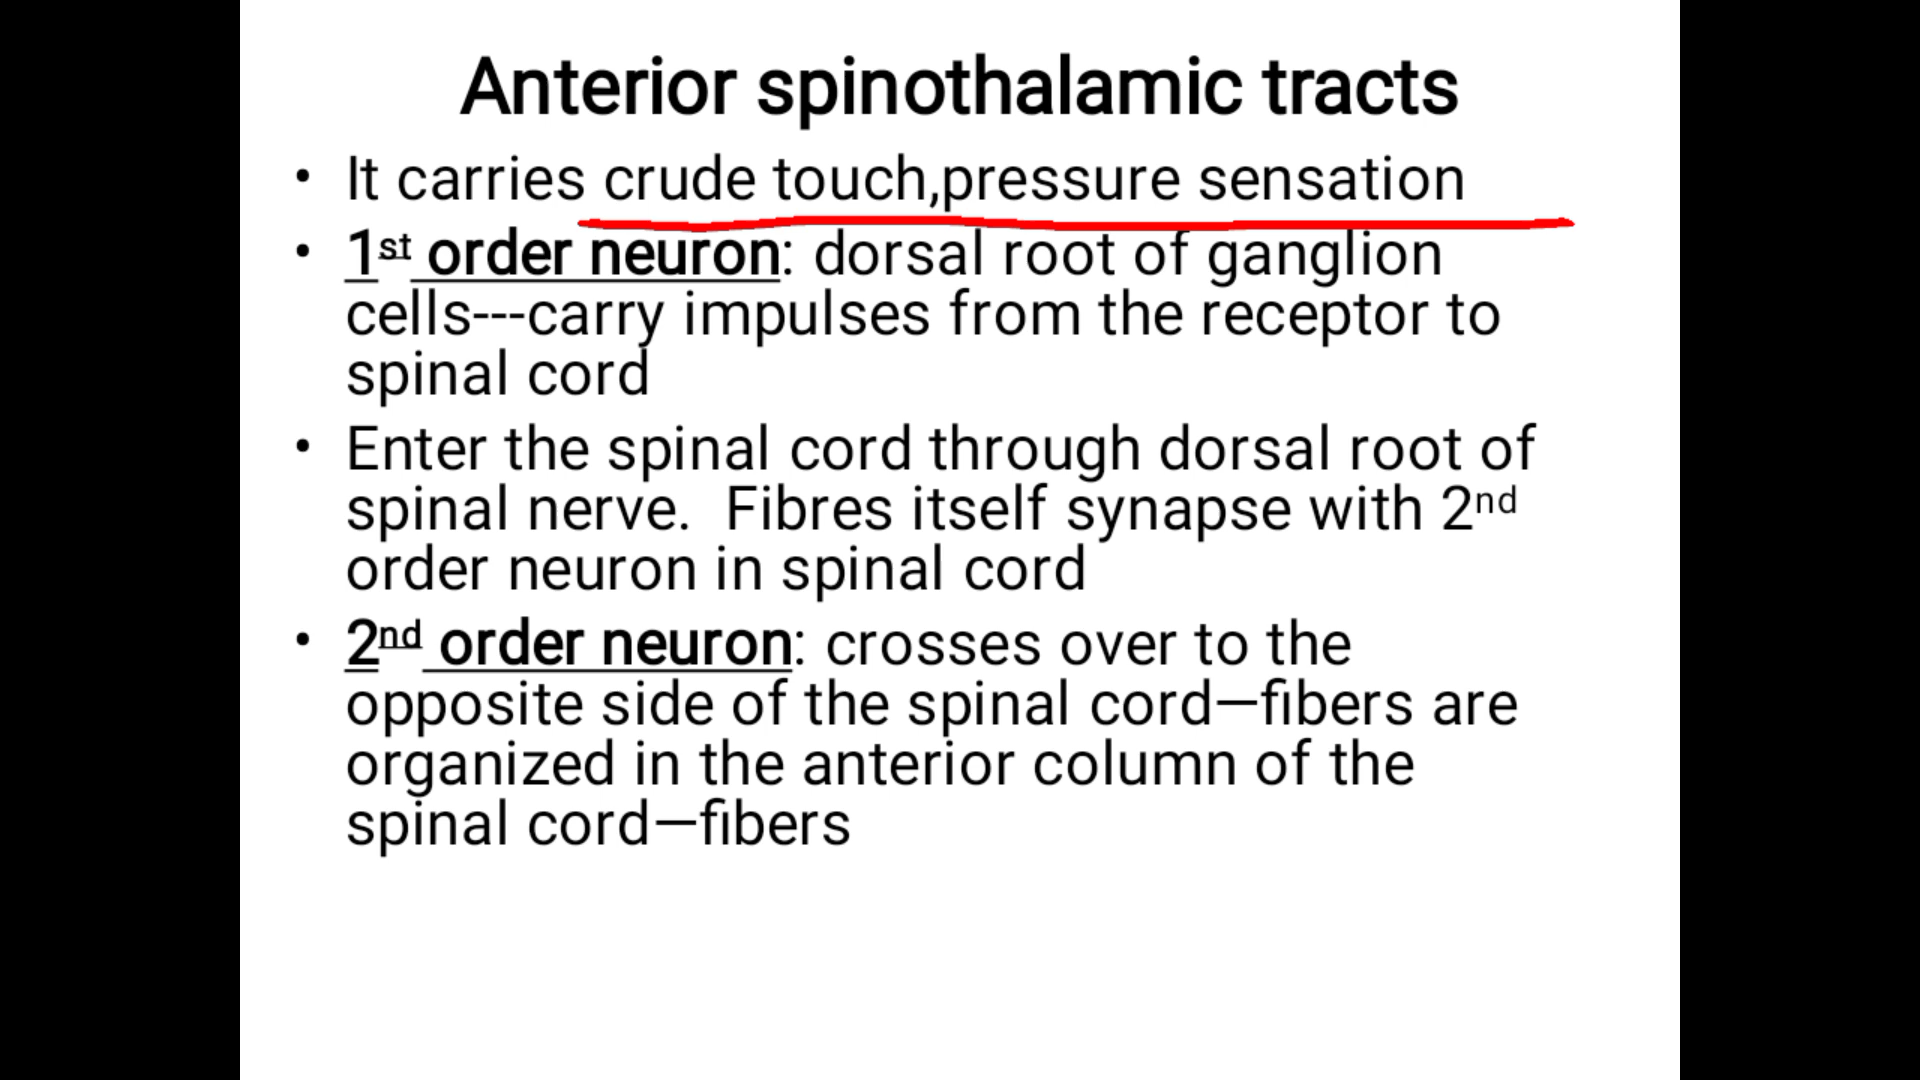 Anterior spinothalamic tracts
• It carries crude touch,pressure sensation
• 1st order neuron: dorsal root of ganglion
cells---carry impulses from the receptor to
spinal cord
• Enter the spinal cord through dorsal root of
spinal nerve.  Fibres itself synapse with 2nd
order neuron in spinal cord
• 2nd order neuron: crosses over to the
opposite side of the spinal cord—fibers are
organized in the anterior column of the
spinal cord—fibers